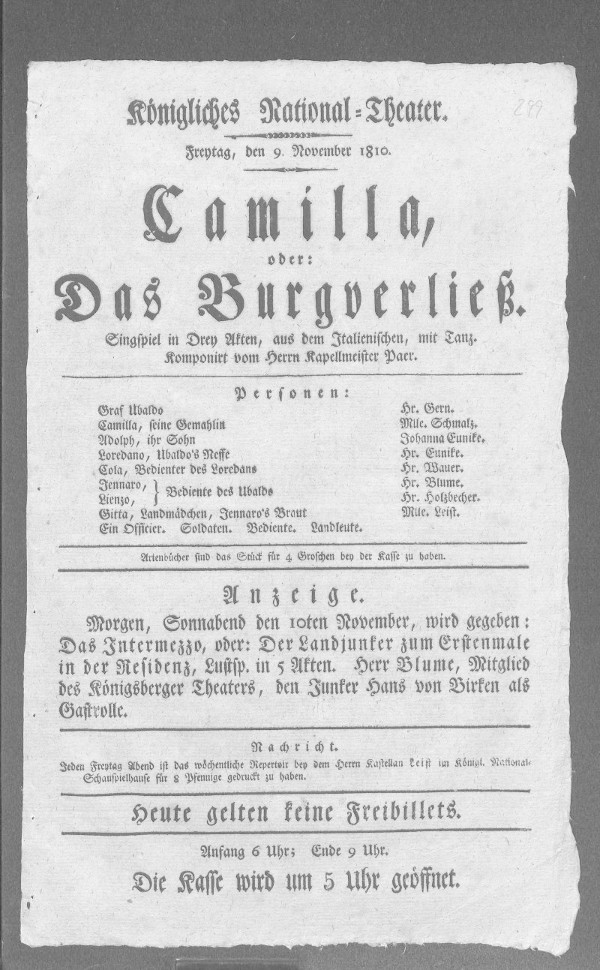 289
Königliches National-Theater.
Freytag, den 9. November 1810.
Camilla,
oder:
Das Burgverließ.
Singspiel in Drey Akten, aus dem Italienischen, mit Tanz.
Komponirt vom Herrn Kapellmeister Paer.
Personen:
Graf Ubaldo Hr. Gern.
Camilla, seine Gemahlin Mlle. Schmalz.
Adolph, ihr Sohn Johanna Eunike.
Loredano, Ubaldo's Neffe Hr. Eunike.
Cola, Bedienter des Loredans Hr. Wauer.
Jennaro, Hr. Blume.
Lienzo, } Bediente des Ubalds Hr. Holzbecher.
Gitta, Landmädchen, Jennaro's Braut Mlle. Leist.
Ein Officier. Soldaten. Bediente. Landleute.
Arienbücher sind das Stück für 4 Groschen bey der Kasse zu haben.
Anzeige.
Morgen, Sonnabend den 10ten November, wird gegeben:
Das Intermezzo, oder: Der Landjunker zum Erstenmale
in der Residenz, Lustsp. in 5 Akten. Herr Blume, Mitglied
des Königsberger Theaters, den Junker Hans von Birken als
Gastrolle.
Nachricht.
Jeden Freytag Abend ist das wöchentliche Repertoir bey dem Herrn Kastellan Leist im Königl. National-
Schauspielhause für 8 Pfennige gedruckt zu haben.
Heute gelten keine Freibillets.
Anfang 6 Uhr; Ende 9 Uhr.
Die Kasse wird um 5 Uhr geöffnet.